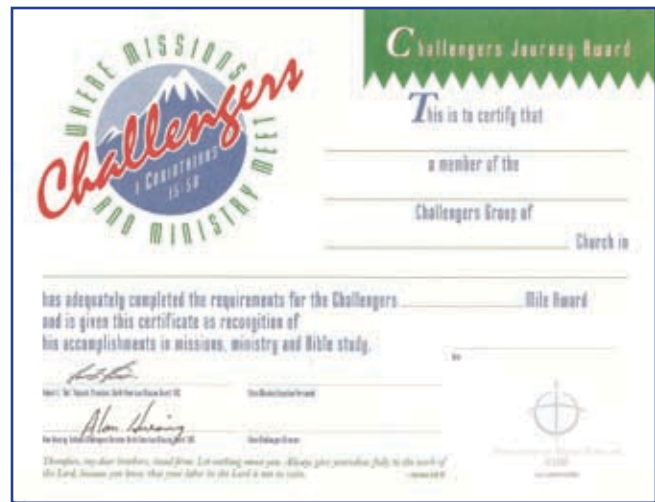 WHERE MISSIONS
Challengers
1 CORINTHIANS
15:58
AND MINISTRY MEET
Challengers Journey Award
This is to certify that
a member of the
Challengers Group of
Church in
has adequately completed the requirements for the Challengers Mile Award
and is given this certificate as recognition of
his accomplishments in missions, ministry and Bible study.
Therefore, my dear brothers, stand firm. Let nothing move you. Always give yourselves fully to the work of
the Lord, because you know that your labor in the Lord is not in vain.